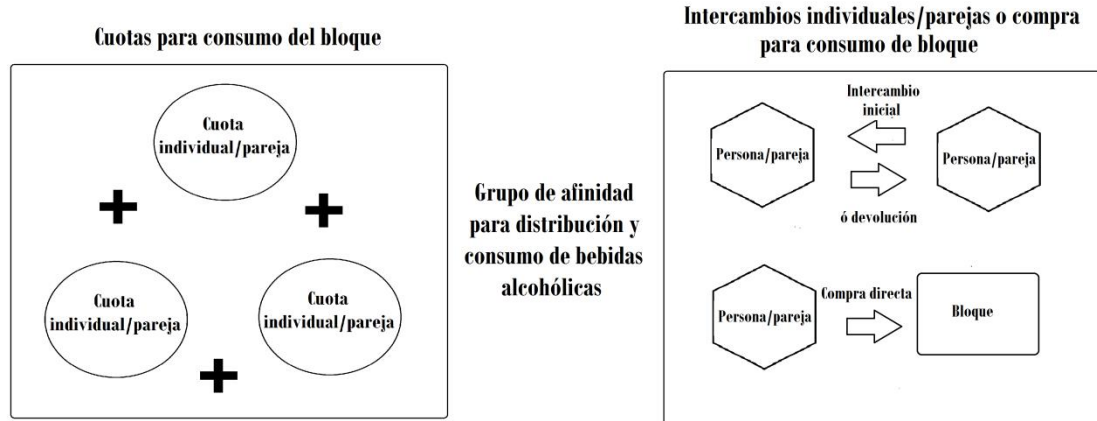 Cuotas para consumo del bloque
Cuota
individual/pareja
Cuota
individual/pareja
Cuota
individual/pareja
Grupo de afinidad
para distribución y
consumo de bebidas
alcohólicas
Intercambios individuales/parejas o compra
para consumo de bloque
Intercambio
inicial
Persona/pareja
Persona/pareja
ó devolución
Persona/pareja
Compra directa
Bloque